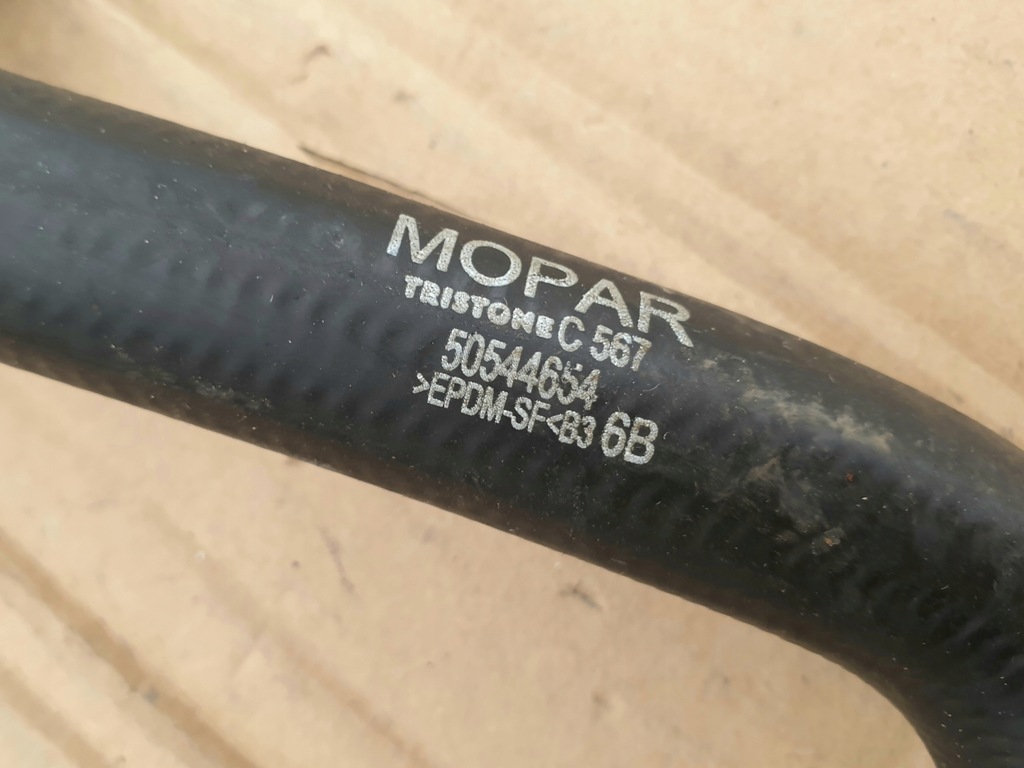 MOPAR
TRISTONE C 567
50544654
>EPDM-SF<B3 6B